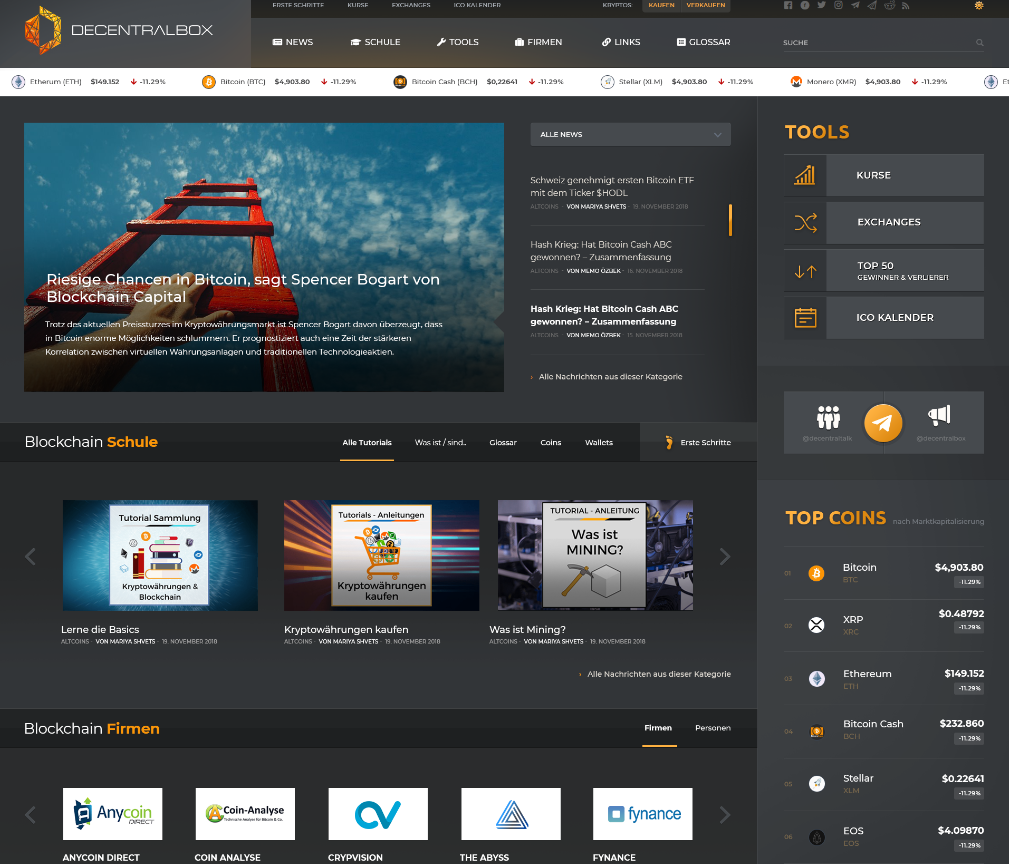 ERSTE SCHRITTE KURSE EXCHANGES ICO KALENDER KRYPTOS KAUFEN VERKAUFEN
DECENTRALBOX
NEWS SCHULE TOOLS FIRMEN LINKS GLOSSAR SUCHE
Etherum (ETH) $149.152 -11.29% Bitcoin (BTC) $4,903.80 -11.29% Bitcoin Cash (BCH) $0,22641 -11.29% Stellar (XLM) $4,903.80 -11.29% Monero (XMR) $4,903.80 -11.29%
Riesige Chancen in Bitcoin, sagt Spencer Bogart von
Blockchain Capital
Trotz des aktuellen Preissturzes im Kryptowährungsmarkt ist Spencer Bogart davon überzeugt, dass
in Bitcoin enorme Möglichkeiten schlummern. Er prognostiziert auch eine Zeit der stärkeren
Korrelation zwischen virtuellen Währungsanlagen und traditionellen Technologieaktien.
ALLE NEWS
Schweiz genehmigt ersten Bitcoin ETF
mit dem Ticker $HODL
ALTCOINS - VON MARIYA SHVETS - 19. NOVEMBER 2018
Hash Krieg: Hat Bitcoin Cash ABC
gewonnen? – Zusammenfassung
ALTCOINS - VON MEMO ÖZBEK - 15. NOVEMBER 2018
Hash Krieg: Hat Bitcoin Cash ABC
gewonnen? – Zusammenfassung
ALTCOINS - VON MEMO ÖZBEK - 15. NOVEMBER 2018
› Alle Nachrichten aus dieser Kategorie
TOOLS
KURSE
EXCHANGES
TOP 50
GEWINNER & VERLIERER
ICO KALENDER
@decentraltalk @decentralbox
Blockchain Schule
Alle Tutorials Was ist / sind.. Glossar Coins Wallets Erste Schritte
Tutorial Sammlung
Kryptowährungen &
Blockchain
Lerne die Basics
ALTCOINS - VON MARIYA SHVETS - 19. NOVEMBER 2018
Tutorials - Anleitungen
Kryptowährungen
kaufen
Kryptowährungen kaufen
ALTCOINS - VON MARIYA SHVETS - 19. NOVEMBER 2018
TUTORIAL - ANLEITUNG
Was ist
MINING?
Was ist Mining?
ALTCOINS - VON MARIYA SHVETS - 19. NOVEMBER 2018
› Alle Nachrichten aus dieser Kategorie
TOP COINS nach Marktkapitalisierung
01 Bitcoin $4,903.80
BTC -11.29%
02 XRP $0.48792
XRC -11.29%
03 Ethereum $149.152
ETH -11.29%
04 Bitcoin Cash $232.860
BCH -11.29%
05 Stellar $0.22641
XLM -11.29%
06 EOS $4.09870
EOS -11.29%
Blockchain Firmen
Firmen Personen
Anycoin
DIRECT
Coin-Analyse
Technische Analyse für Bitcoin & Co.
fynance
ANYCOIN DIRECT COIN ANALYSE CRYPVISION THE ABYSS FYNANCE